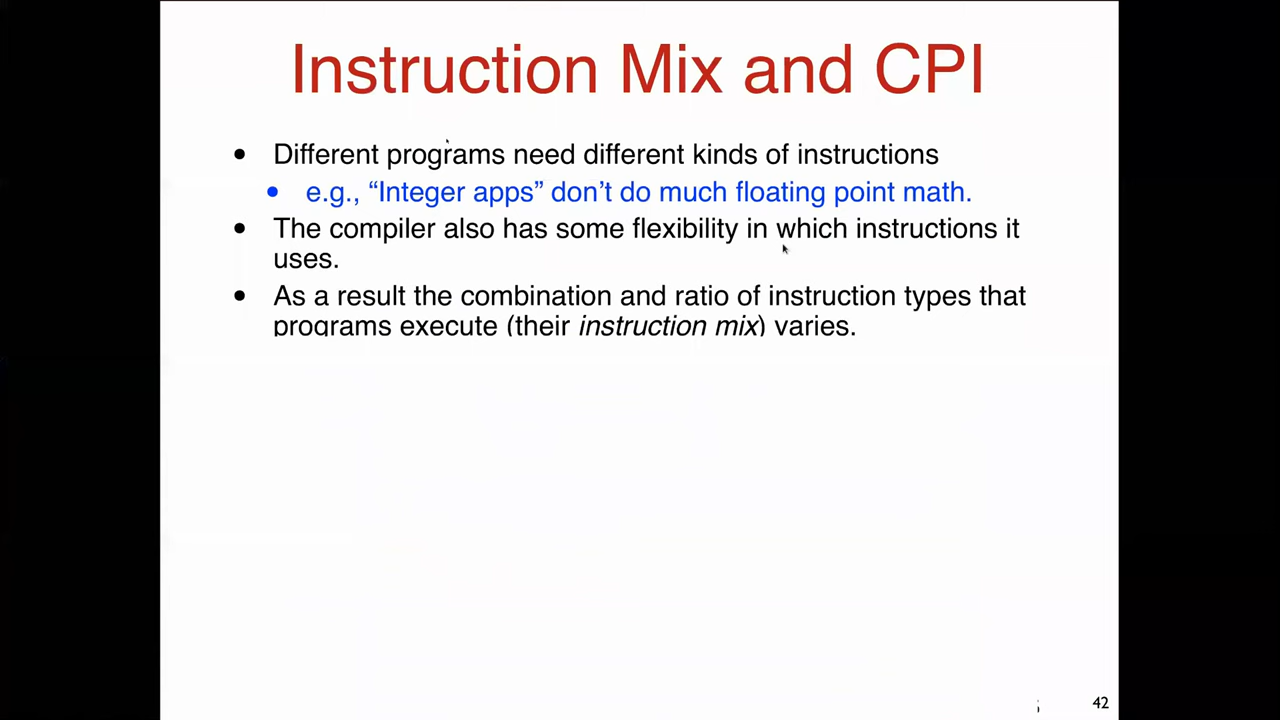 Instruction Mix and CPI
• Different programs need different kinds of instructions
• e.g., “Integer apps” don’t do much floating point math.
• The compiler also has some flexibility in which instructions it
uses.
• As a result the combination and ratio of instruction types that
programs execute (their instruction mix) varies.
42